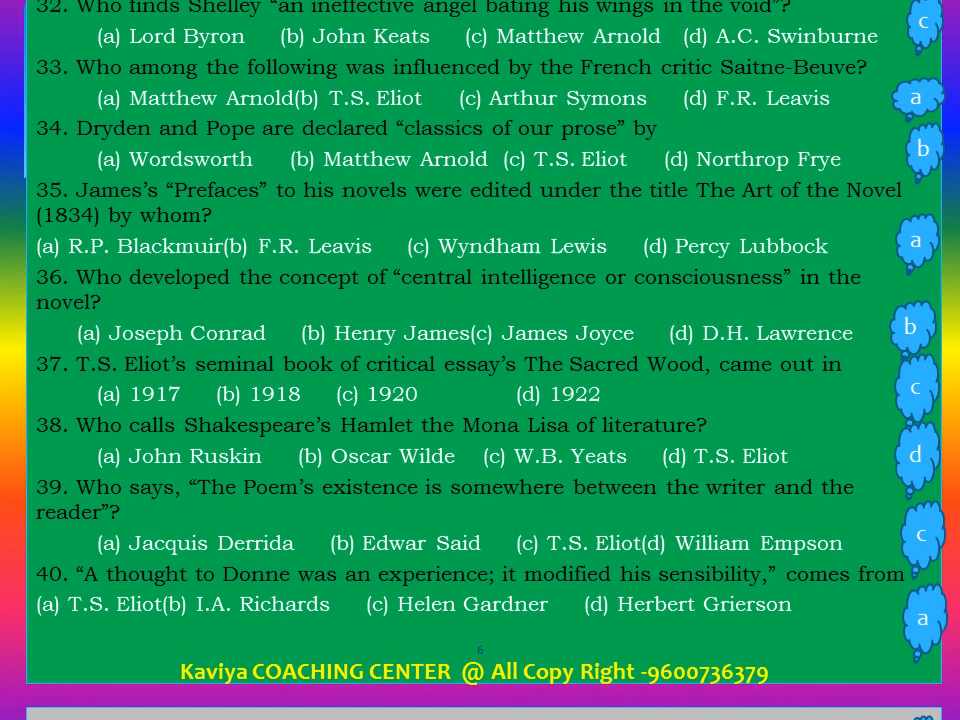 32. Who finds Shelley “an ineffective angel bating his wings in the void”?
c
(a) Lord Byron (b) John Keats (c) Matthew Arnold (d) A.C. Swinburne
33. Who among the following was influenced by the French critic Saitne-Beuve?
(a) Matthew Arnold(b) T.S. Eliot (c) Arthur Symons (d) F.R. Leavis
a
34. Dryden and Pope are declared “classics of our prose” by
b
(a) Wordsworth (b) Matthew Arnold (c) T.S. Eliot (d) Northrop Frye
35. James’s “Prefaces” to his novels were edited under the title The Art of the Novel
(1834) by whom?
(a) R.P. Blackmuir(b) F.R. Leavis (c) Wyndham Lewis (d) Percy Lubbock
a
36. Who developed the concept of “central intelligence or consciousness” in the
novel?
(a) Joseph Conrad (b) Henry James(c) James Joyce (d) D.H. Lawrence
b
37. T.S. Eliot’s seminal book of critical essay’s The Sacred Wood, came out in
(a) 1917 (b) 1918 (c) 1920 (d) 1922
c
38. Who calls Shakespeare’s Hamlet the Mona Lisa of literature?
(a) John Ruskin (b) Oscar Wilde (c) W.B. Yeats (d) T.S. Eliot
d
39. Who says, “The Poem’s existence is somewhere between the writer and the
reader”?
(a) Jacquis Derrida (b) Edwar Said (c) T.S. Eliot(d) William Empson
c
40. “A thought to Donne was an experience; it modified his sensibility,” comes from
(a) T.S. Eliot(b) I.A. Richards (c) Helen Gardner (d) Herbert Grierson
a
6
Kaviya COACHING CENTER @ All Copy Right -9600736379